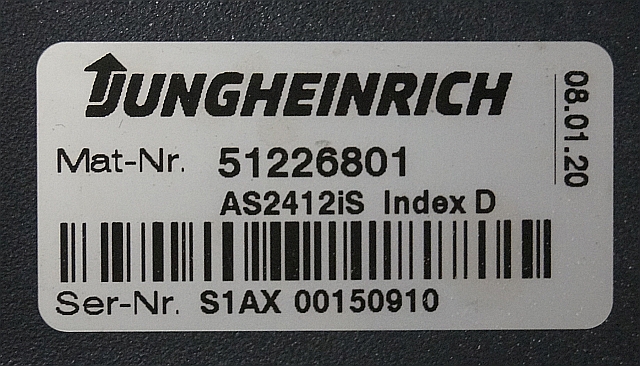 JUNGHEINRICH
Mat-Nr. 51226801
AS2412iS Index D
Ser-Nr. S1AX 00150910
08.01.20